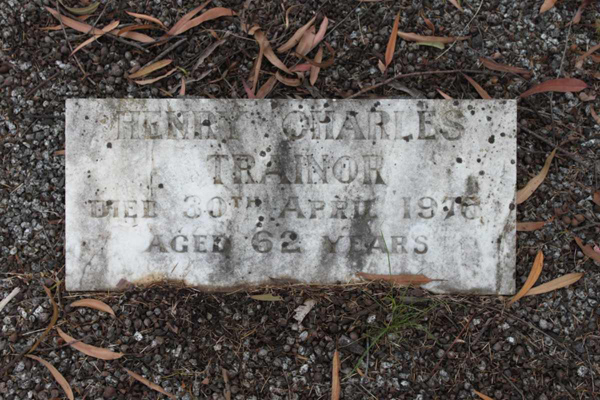 HENRY CHARLES
TRAINOR
DIED 30TH APRIL
AGED 62 YEARS